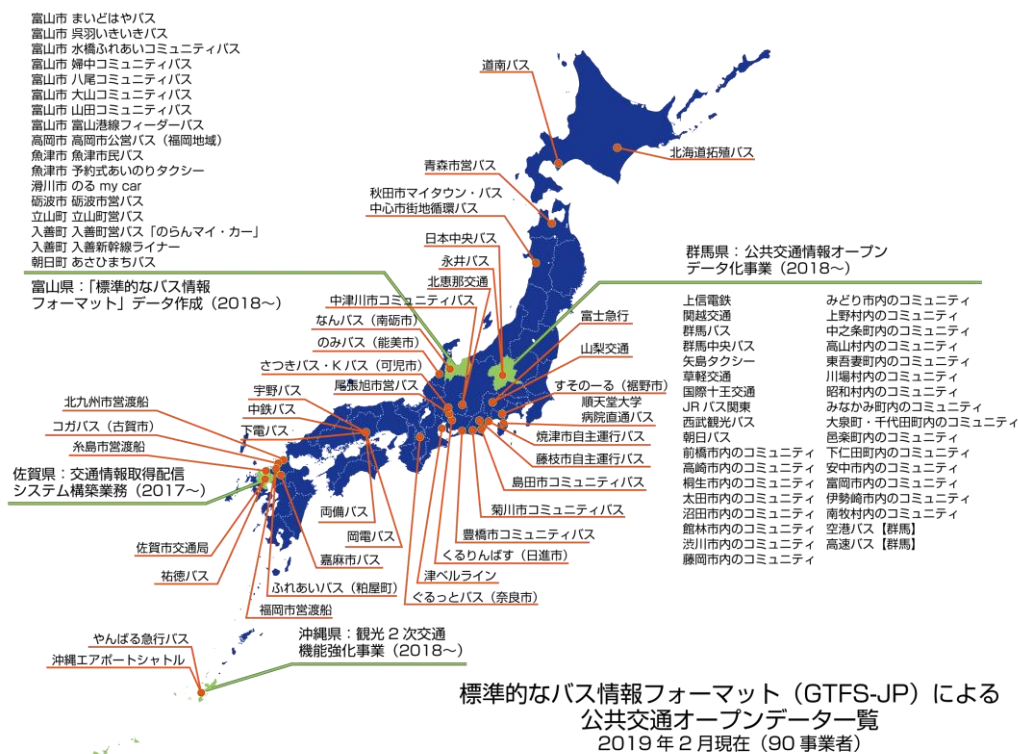 富山市 まいどはやバス
富山市 呉羽いきいきバス
富山市 水橋ふれあいコミュニティバス
富山市 婦中コミュニティバス
富山市 八尾コミュニティバス
富山市 大山コミュニティバス
富山市 山田コミュニティバス
富山市 富山港線フィーダーバス
高岡市 高岡市公営バス（福岡地域）
魚津市 魚津市民バス
魚津市 予約式あいのりタクシー
滑川市 のる my car
砺波市 砺波市営バス
立山町 立山町営バス
入善町 入善町営バス「のらんマイ・カー」
入善町 入善新幹線ライナー
朝日町 あさひまちバス
富山県：「標準的なバス情報
フォーマット」データ作成（2018～）
道南バス
北海道拓殖バス
青森市営バス
秋田市マイタウン・バス
中心市街地循環バス
日本中央バス
永井バス
北恵那交通
中津川市コミュニティバス
なんバス（南砺市）
のみバス（能美市）
さつきバス・K バス（可児市）
尾張旭市営バス
宇野バス
中鉄バス
下電バス
北九州市営渡船
コガバス（古賀市）
糸島市営渡船
佐賀県：交通情報取得配信
システム構築業務（2017～）
佐賀市交通局
祐徳バス
福岡市営渡船
ふれあいバス（粕屋町）
嘉麻市バス
両備バス
岡電バス
ぐるっとバス（奈良市）
津ベルライン
くるりんばす（日進市）
豊橋市コミュニティバス
菊川市コミュニティバス
島田市コミュニティバス
藤枝市自主運行バス
焼津市自主運行バス
順天堂大学
病院直通バス
すそのーる（裾野市）
山梨交通
富士急行
群馬県：公共交通情報オープン
データ化事業（2018～）
上信電鉄
関越交通
群馬バス
群馬中央バス
矢島タクシー
草軽交通
国際十王交通
JR バス関東
西武観光バス
朝日バス
前橋市内のコミュニティ
高崎市内のコミュニティ
桐生市内のコミュニティ
太田市内のコミュニティ
沼田市内のコミュニティ
館林市内のコミュニティ
渋川市内のコミュニティ
藤岡市内のコミュニティ
みどり市内のコミュニティ
上野村内のコミュニティ
中之条町内のコミュニティ
高山村内のコミュニティ
東吾妻町内のコミュニティ
川場村内のコミュニティ
昭和村内のコミュニティ
みなかみ町内のコミュニティ
大泉町・千代田町内のコミュニティ
邑楽町内のコミュニティ
下仁田町内のコミュニティ
安中市内のコミュニティ
富岡市内のコミュニティ
伊勢崎市内のコミュニティ
南牧村内のコミュニティ
空港バス【群馬】
高速バス【群馬】
やんばる急行バス
沖縄エアポートシャトル
沖縄県：観光 2 次交通
機能強化事業（2018～）
標準的なバス情報フォーマット（GTFS-JP）による
公共交通オープンデータ一覧
2019 年 2 月現在（90 事業者）